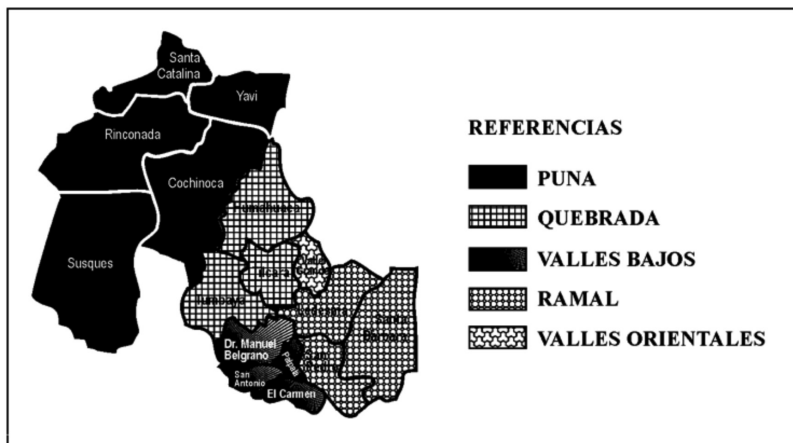 Santa
Catalina
Yavi
Rinconada
Cochinoca
Susques
Humahuaca
Tilcara
Valle
Tumbaya
Ledesma
Santa
Bárbara
Dr. Manuel
Belgrano
Palpalá
San
Pedro
San
Antonio
El Carmen
REFERENCIAS
PUNA
QUEBRADA
VALLES BAJOS
RAMAL
VALLES ORIENTALES